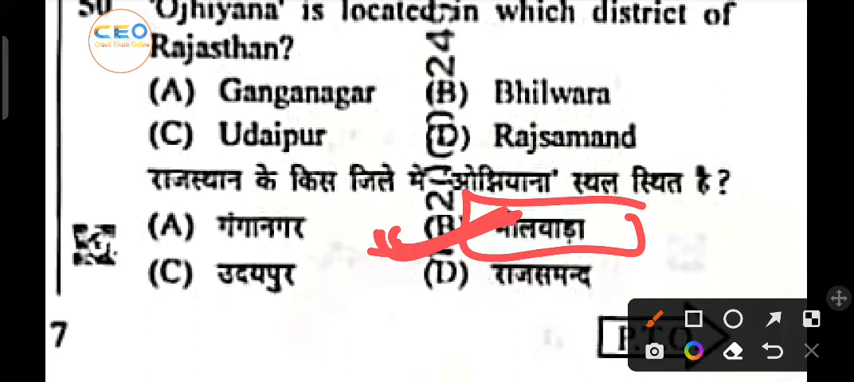 50 'Ojhiyana' is located in which district of
CEO
Rajasthan?
(A) Ganganagar (B) Bhilwara
(C) Udaipur (D) Rajsamand
राजस्थान के किस जिले में 'ओझियाना' स्थल स्थित है?
(A) गंगानगर (B) भीलवाड़ा
(C) उदयपुर (D) राजसमन्द
7 P.T.O